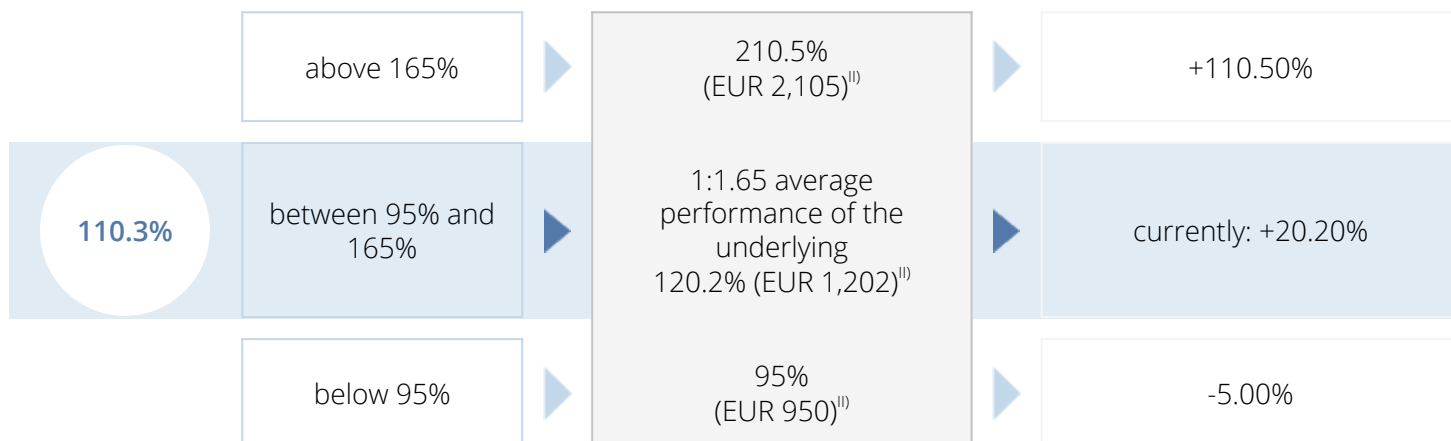 above 165%
210.5%
(EUR 2,105)II)
+110.50%
110.3%
between 95% and
165%
1:1.65 average
performance of the
underlying
120.2% (EUR 1,202)II)
currently: +20.20%
below 95%
95%
(EUR 950)II)
-5.00%